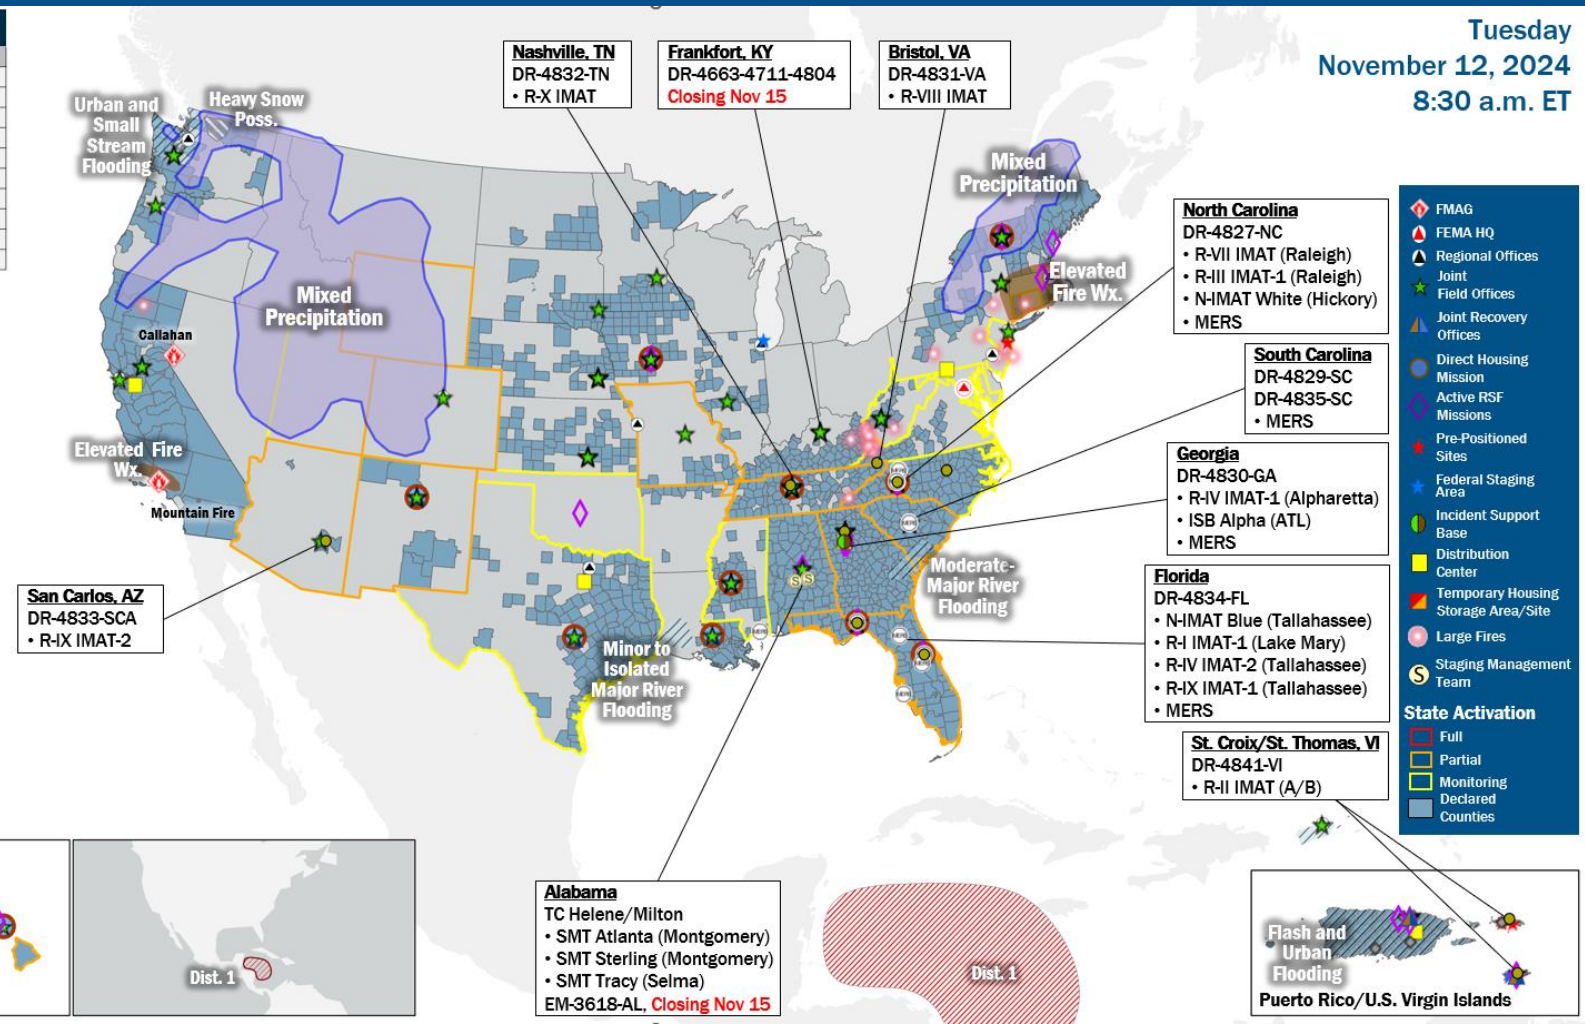 Tuesday
November 12, 2024
8:30 a.m. ET
Nashville, TN
DR-4832-TN
• R-X IMAT
Frankfort, KY
DR-4663-4711-4804
Closing Nov 15
Bristol, VA
DR-4831-VA
• R-VIII IMAT
Urban and
Small
Stream
Flooding
Heavy Snow
Poss.
Mixed
Precipitation
Mixed
Precipitation
Elevated
Fire Wx.
Callahan
Elevated Fire
Wx.
Mountain Fire
North Carolina
DR-4827-NC
• R-VII IMAT (Raleigh)
• R-III IMAT-1 (Raleigh)
• N-IMAT White (Hickory)
• MERS
South Carolina
DR-4829-SC
DR-4835-SC
• MERS
Georgia
DR-4830-GA
• R-IV IMAT-1 (Alpharetta)
• ISB Alpha (ATL)
• MERS
Florida
DR-4834-FL
• N-IMAT Blue (Tallahassee)
• R-I IMAT-1 (Lake Mary)
• R-IV IMAT-2 (Tallahassee)
• R-IX IMAT-1 (Tallahassee)
• MERS
St. Croix/St. Thomas, VI
DR-4841-VI
• R-II IMAT (A/B)
San Carlos, AZ
DR-4833-SCA
• R-IX IMAT-2
Minor to
Isolated
Major River
Flooding
Moderate-
Major River
Flooding
MERS
MERS
MERS
MERS
MERS
MERS
S S
Alabama
TC Helene/Milton
• SMT Atlanta (Montgomery)
• SMT Sterling (Montgomery)
• SMT Tracy (Selma)
EM-3618-AL, Closing Nov 15
Dist. 1
Dist. 1
Flash and
Urban
Flooding
Puerto Rico/U.S. Virgin Islands
FMAG
FEMA HQ
Regional Offices
Joint
Field Offices
Joint Recovery
Offices
Direct Housing
Mission
Active RSF
Missions
Pre-Positioned
Sites
Federal Staging
Area
Incident Support
Base
Distribution
Center
Temporary Housing
Storage Area/Site
Large Fires
S
Staging Management
Team
State Activation
Full
Partial
Monitoring
Declared
Counties